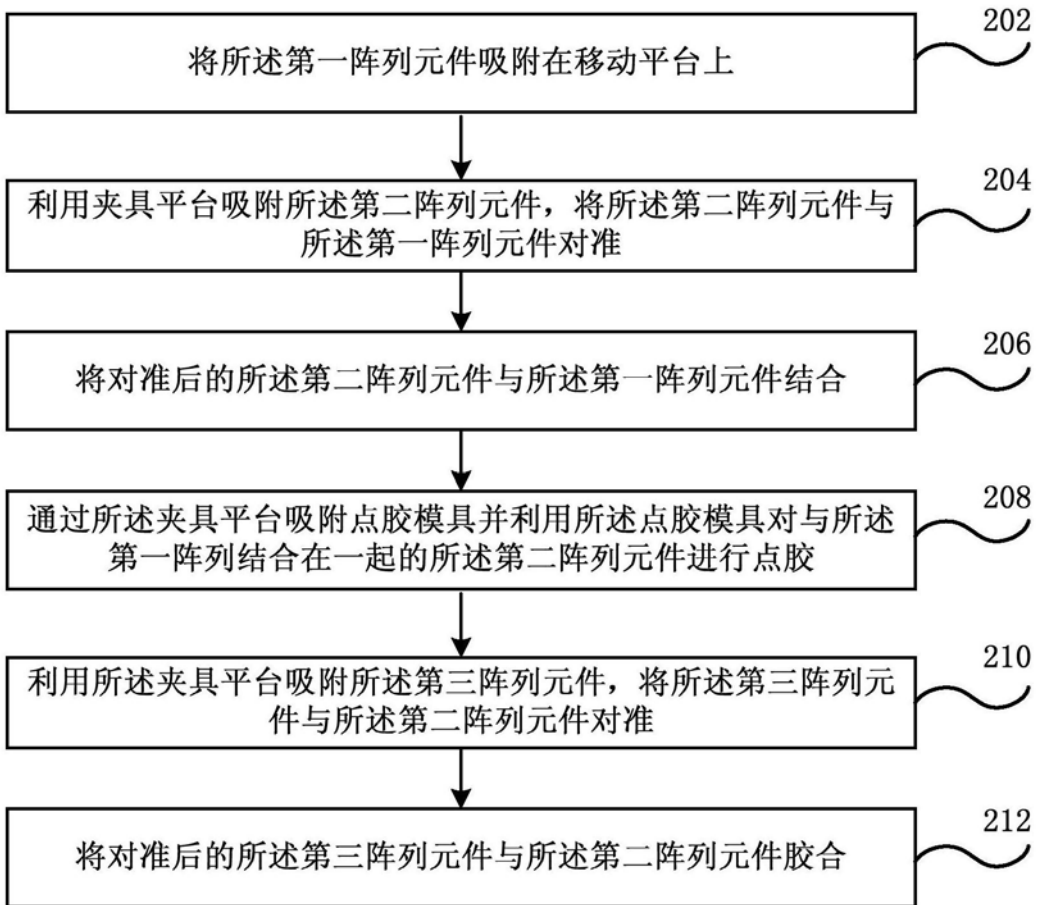 202
将所述第一阵列元件吸附在移动平台上
204
利用夹具平台吸附所述第二阵列元件，将所述第二阵列元件与
所述第一阵列元件对准
206
将对准后的所述第二阵列元件与所述第一阵列元件结合
208
通过所述夹具平台吸附点胶模具并利用所述点胶模具对与所述
第一阵列结合在一起的所述第二阵列元件进行点胶
210
利用所述夹具平台吸附所述第三阵列元件，将所述第三阵列元
件与所述第二阵列元件对准
212
将对准后的所述第三阵列元件与所述第二阵列元件胶合